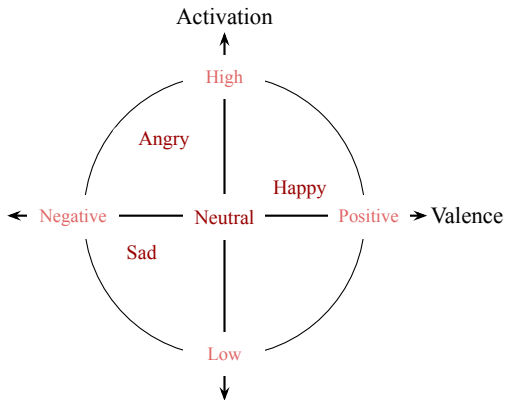 Activation
High
Angry
Happy
Negative
Neutral
Positive
Valence
Sad
Low